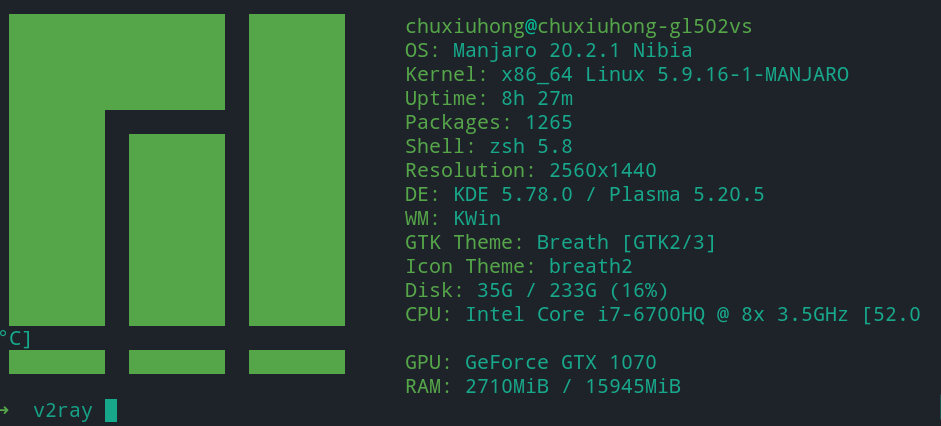 chuxiuhong@chuxiuhong-gl502vs
OS: Manjaro 20.2.1 Nibia
Kernel: x86_64 Linux 5.9.16-1-MANJARO
Uptime: 8h 27m
Packages: 1265
Shell: zsh 5.8
Resolution: 2560x1440
DE: KDE 5.78.0 / Plasma 5.20.5
WM: KWin
GTK Theme: Breath [GTK2/3]
Icon Theme: breath2
Disk: 35G / 233G (16%)
CPU: Intel Core i7-6700HQ @ 8x 3.5GHz [52.0
°C]
GPU: GeForce GTX 1070
RAM: 2710MiB / 15945MiB
→ v2ray